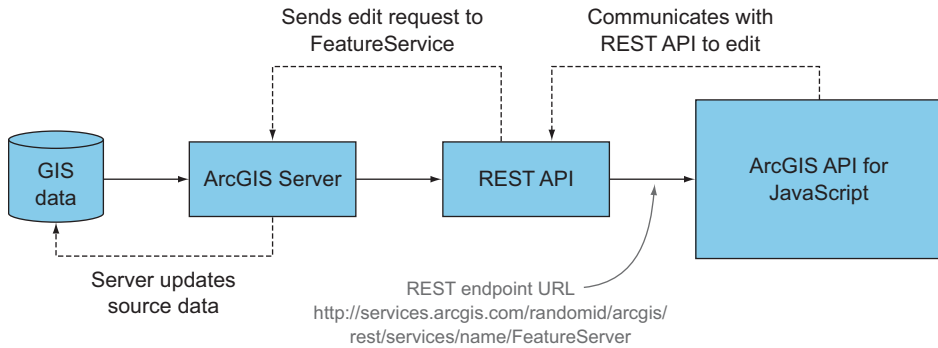 Sends edit request to
FeatureService
Communicates with
REST API to edit
GIS
data
ArcGIS Server
REST API
ArcGIS API for
JavaScript
Server updates
source data
REST endpoint URL
http://services.arcgis.com/randomid/arcgis/
rest/services/name/FeatureServer